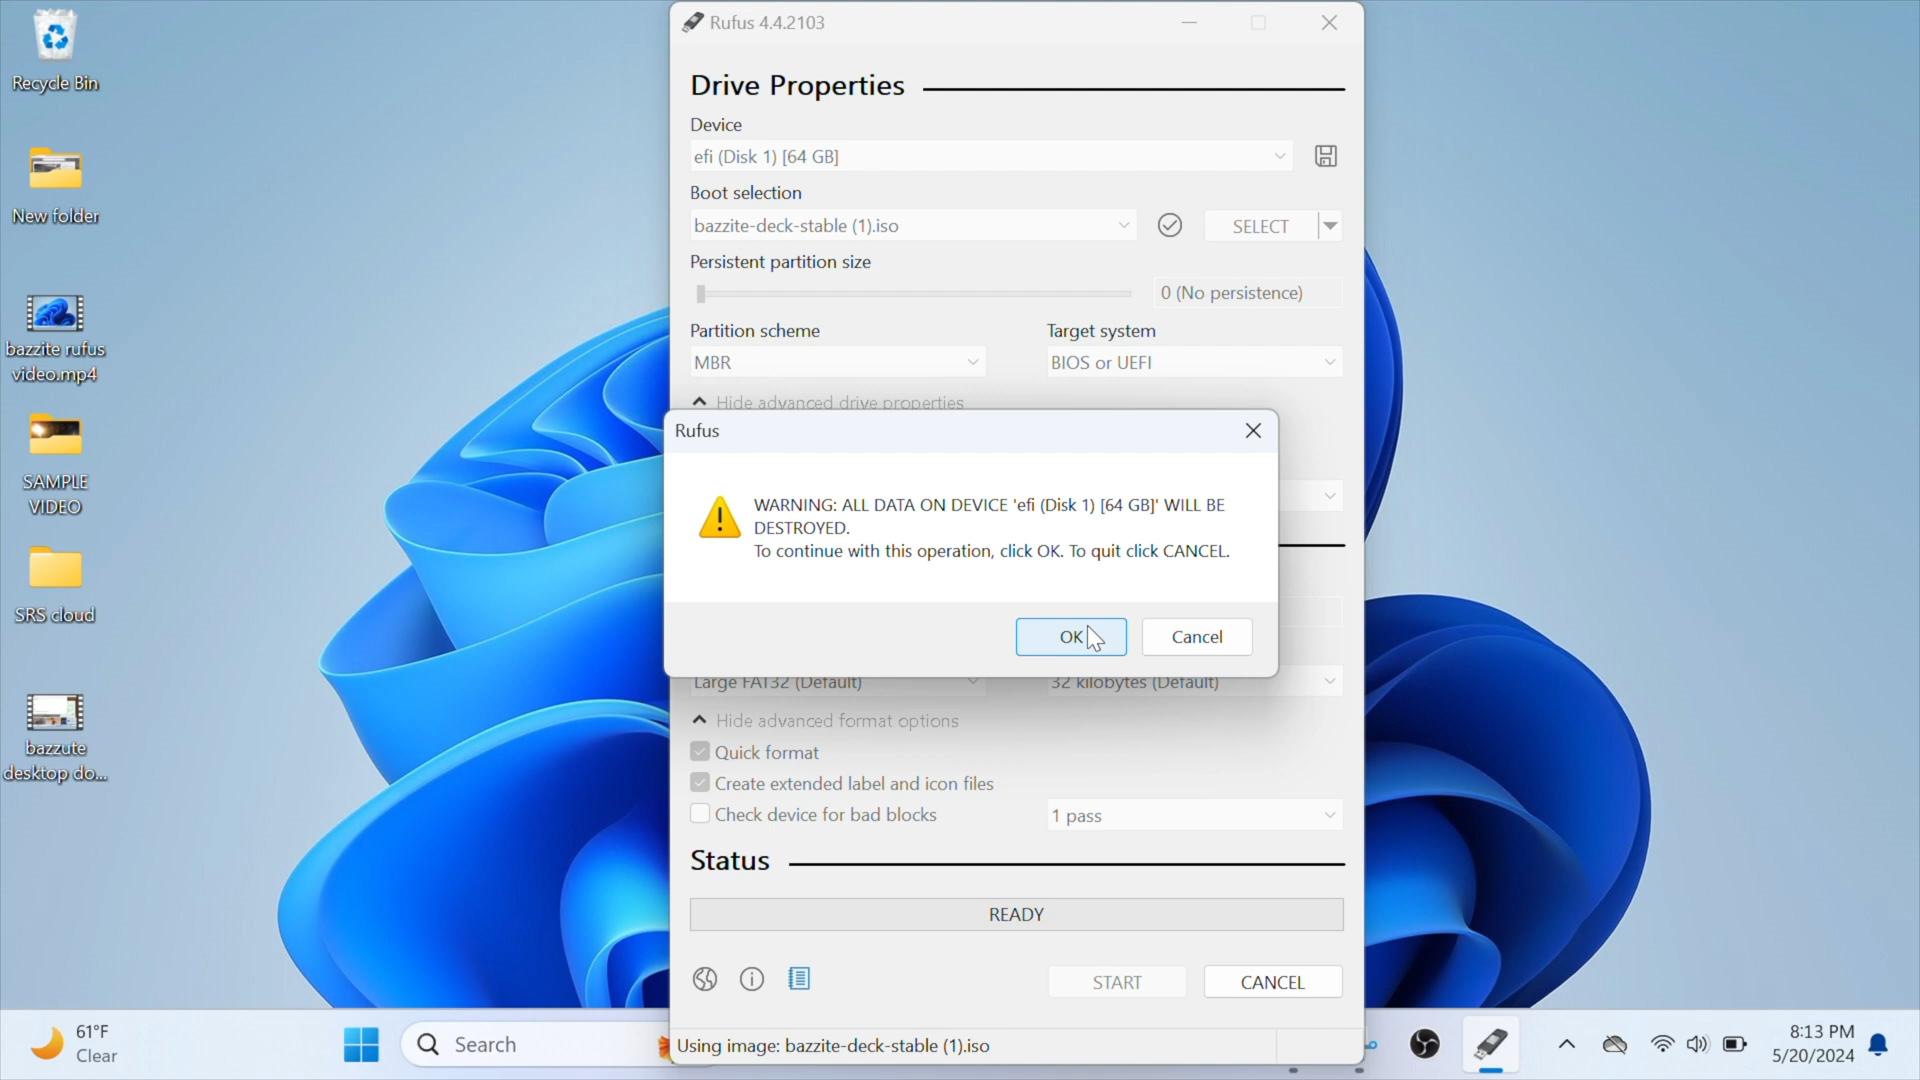 Recycle Bin
New folder
bazzite rufus
video.mp4
SAMPLE
VIDEO
SRS cloud
bazzute
desktop do...
Rufus 4.4.2103
Drive Properties
Device
efi (Disk 1) [64 GB]
Boot selection
bazzite-deck-stable (1).iso
SELECT
Persistent partition size
0 (No persistence)
Partition scheme
Target system
MBR
BIOS or UEFI
Hide advanced drive properties
Rufus
WARNING: ALL DATA ON DEVICE 'efi (Disk 1) [64 GB]' WILL BE
DESTROYED.
To continue with this operation, click OK. To quit click CANCEL.
OK
Cancel
Large FAT32 (Default)
32 kilobytes (Default)
Hide advanced format options
Quick format
Create extended label and icon files
Check device for bad blocks
1 pass
Status
READY
START
CANCEL
Using image: bazzite-deck-stable (1).iso
61°F
Clear
Search
8:13 PM
5/20/2024